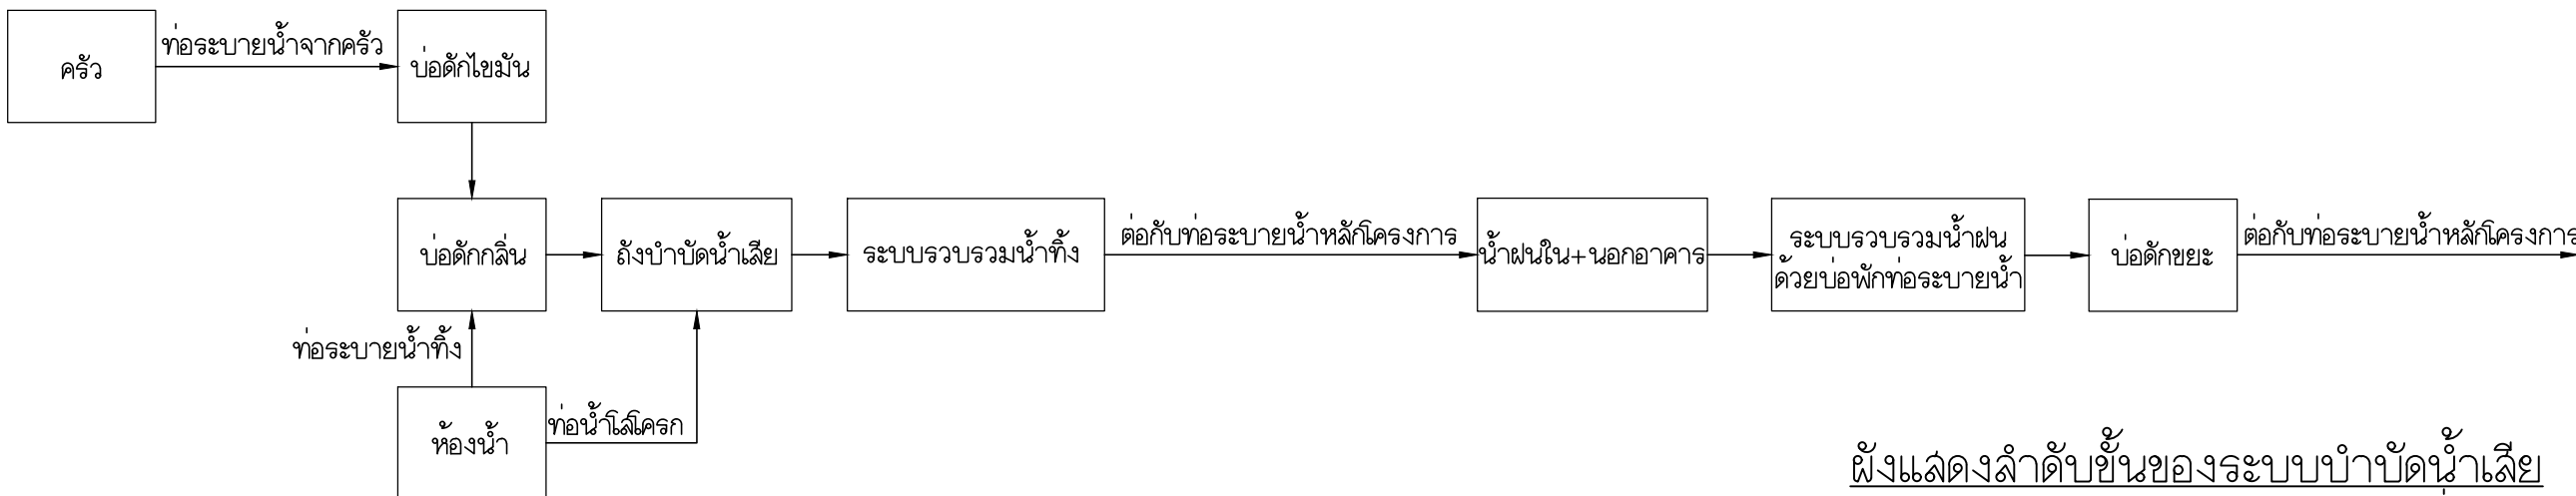 ครัว
ท่อระบายน้ำจากครัว
บ่อดักไขมัน
บ่อดักกลิ่น
ถังบำบัดน้ำเสีย
ระบบรวบรวมน้ำทิ้ง
ต่อกับท่อระบายน้ำหลักโครงการ
น้ำฝนใน+นอกอาคาร
ระบบรวบรวมน้ำฝน
ด้วยบ่อพักท่อระบายน้ำ
บ่อดักขยะ
ต่อกับท่อระบายน้ำหลักโครงการ
ท่อระบายน้ำทิ้ง
ห้องน้ำ
ท่อน้ำโสโครก
ผังแสดงลำดับขั้นของระบบบำบัดน้ำเสีย